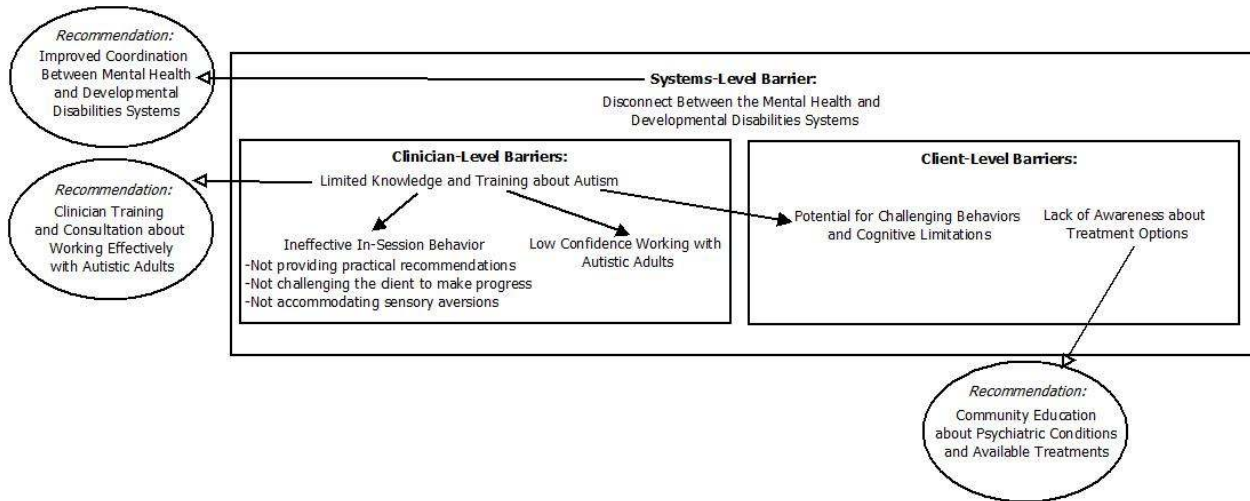 Recommendation:
Improved Coordination
Between Mental Health
and Developmental
Disabilities Systems
Systems-Level Barrier:
Disconnect Between the Mental Health and
Developmental Disabilities Systems
Recommendation:
Clinician Training
and Consultation about
Working Effectively
with Autistic Adults
Clinician-Level Barriers:
Limited Knowledge and Training about Autism
Ineffective In-Session Behavior
-Not providing practical recommendations
-Not challenging the client to make progress
-Not accommodating sensory aversions
Low Confidence Working with
Autistic Adults
Client-Level Barriers:
Potential for Challenging Behaviors
and Cognitive Limitations
Lack of Awareness about
Treatment Options
Recommendation:
Community Education
about Psychiatric Conditions
and Available Treatments